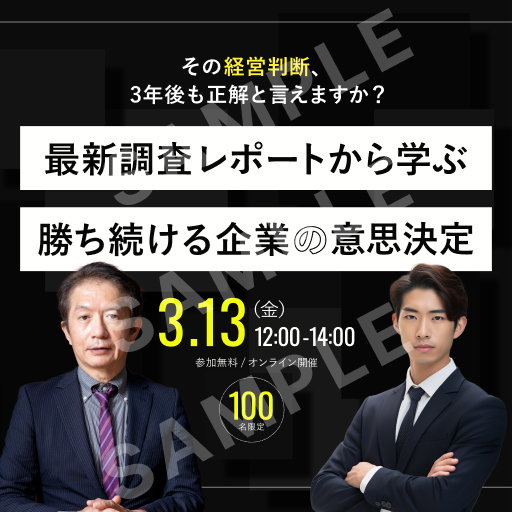 その経営判断、
3年後も正解と言えますか？
最新調査レポートから学ぶ
勝ち続ける企業の意思決定
3.13（金）12:00-14:00
参加無料 / オンライン開催
100
名限定
SAMPLE
SAMPLE
SAMPLE